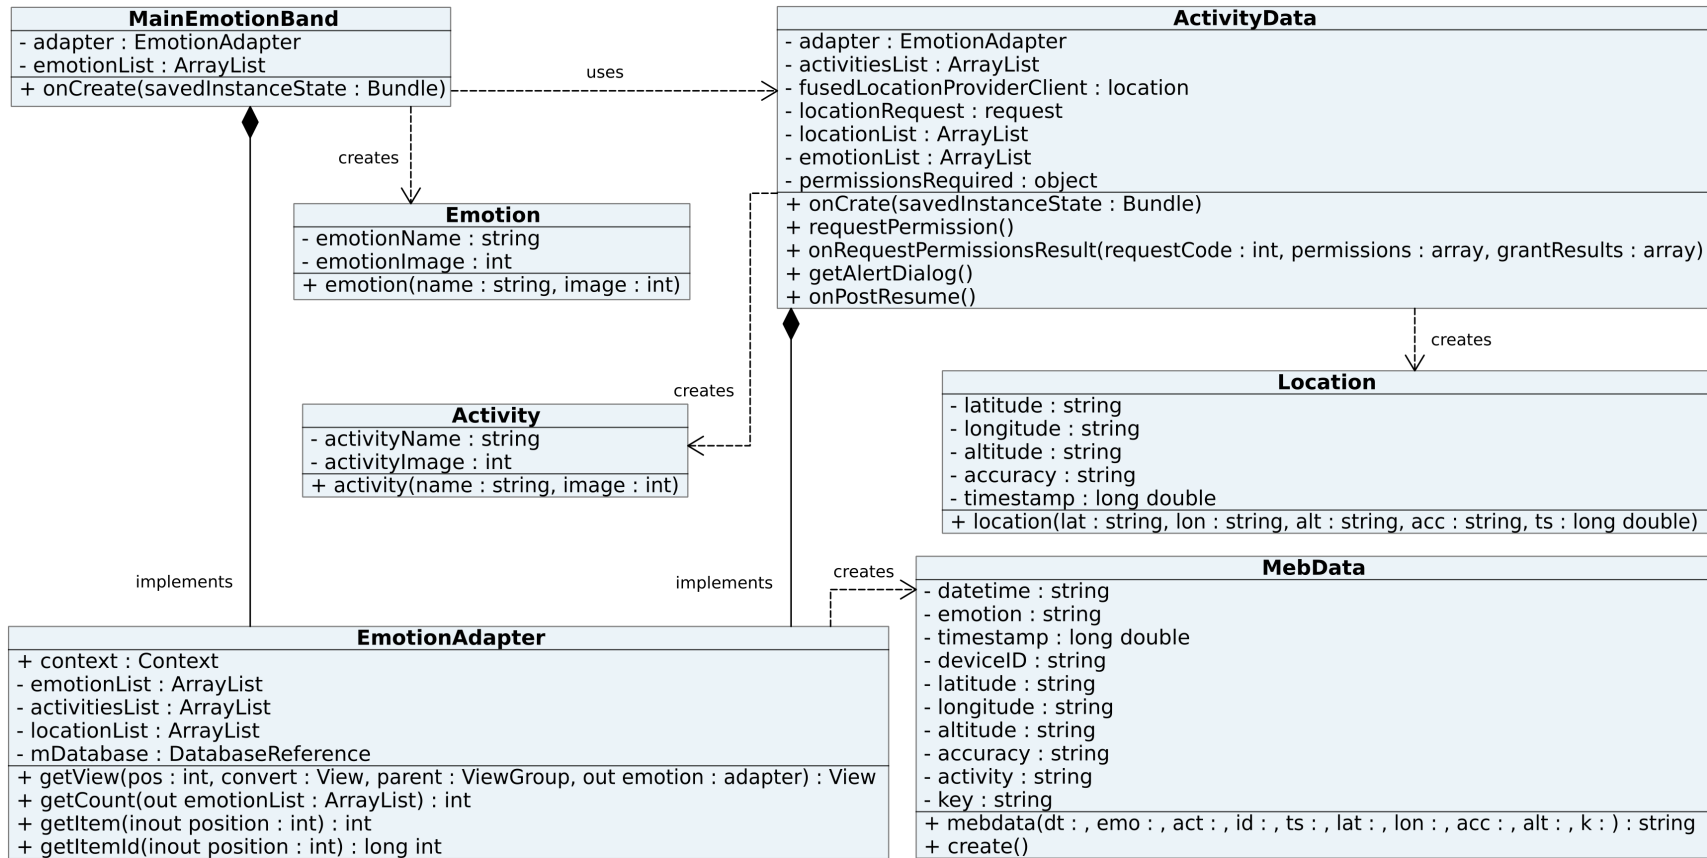 MainEmotionBand
- adapter : EmotionAdapter
- emotionList : ArrayList
+ onCreate(savedInstanceState : Bundle)
uses
ActivityData
- adapter : EmotionAdapter
- activitiesList : ArrayList
- fusedLocationProviderClient : location
- locationRequest : request
- locationList : ArrayList
- emotionList : ArrayList
- permissionsRequired : object
+ onCrate(savedInstanceState : Bundle)
+ requestPermission()
+ onRequestPermissionsResult(requestCode : int, permissions : array, grantResults : array)
+ getAlertDialog()
+ onPostResume()
creates
Emotion
- emotionName : string
- emotionImage : int
+ emotion(name : string, image : int)
creates
Activity
- activityName : string
- activityImage : int
+ activity(name : string, image : int)
creates
Location
- latitude : string
- longitude : string
- altitude : string
- accuracy : string
- timestamp : long double
+ location(lat : string, lon : string, alt : string, acc : string, ts : long double)
implements
implements
creates
EmotionAdapter
+ context : Context
- emotionList : ArrayList
- activitiesList : ArrayList
- locationList : ArrayList
- mDatabase : DatabaseReference
+ getView(pos : int, convert : View, parent : ViewGroup, out emotion : adapter) : View
+ getCount(out emotionList : ArrayList) : int
+ getItem(inout position : int) : int
+ getItemId(inout position : int) : long int
MebData
- datetime : string
- emotion : string
- timestamp : long double
- deviceID : string
- latitude : string
- longitude : string
- altitude : string
- accuracy : string
- activity : string
- key : string
+ mebdata(dt : , emo : , act : , id : , ts : , lat : , lon : , acc : , alt : , k : ) : string
+ create()